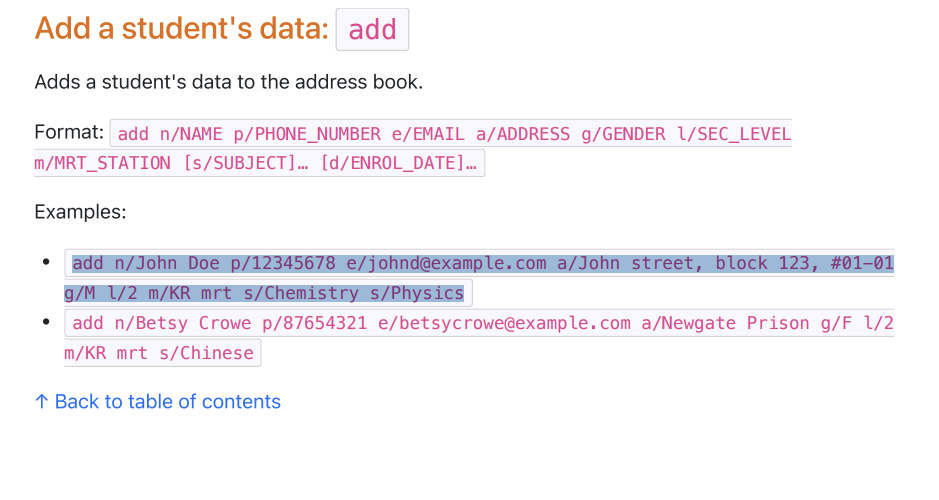 Add a student's data: add
Adds a student's data to the address book.
Format: add n/NAME p/PHONE_NUMBER e/EMAIL a/ADDRESS g/GENDER l/SEC_LEVEL
m/MRT_STATION [s/SUBJECT]… [d/ENROL_DATE]…
Examples:
• add n/John Doe p/12345678 e/johnd@example.com a/John street, block 123, #01-01
g/M l/2 m/KR mrt s/Chemistry s/Physics
• add n/Betsy Crowe p/87654321 e/betsycrowe@example.com a/Newgate Prison g/F l/2
m/KR mrt s/Chinese
↑ Back to table of contents